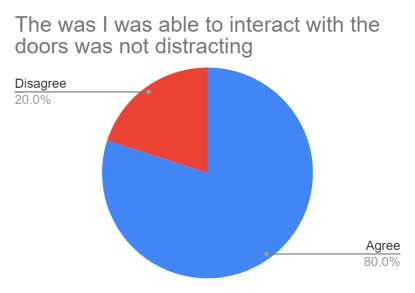 The was I was able to interact with the
doors was not distracting
Disagree
20.0%
Agree
80.0%